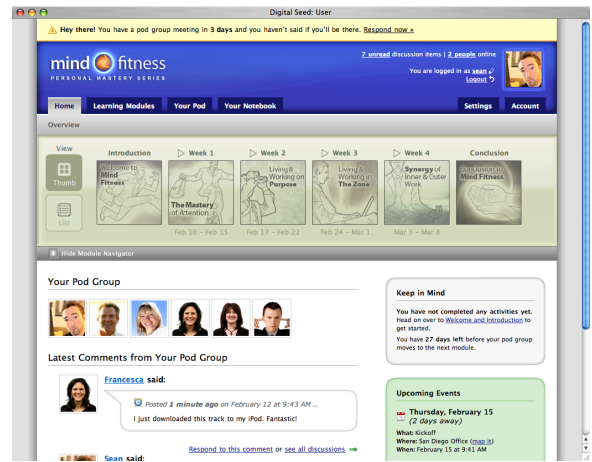 Digital Seed: User
Hey there! You have a pod group meeting in 3 days and you haven't said if you'll be there. Respond now »
mind fitness
PERSONAL MASTERY SERIES
7 unread discussion items | 2 people online
You are logged in as sean
Logout
Home
Learning Modules
Your Pod
Your Notebook
Settings
Account
Overview
View
Thumb
List
Introduction
Welcome to
Mind
Fitness
Week 1
The Mastery
of Attention
Feb 10 – Feb 15
Week 2
Living &
Working on
Purpose
Feb 17 – Feb 22
Week 3
Living &
Working in
The Zone
Feb 24 – Mar 1
Week 4
Synergy of
Inner & Outer
Work
Mar 3 – Mar 8
Conclusion
Conclusion to
Mind Fitness
Hide Module Navigator
Your Pod Group
Latest Comments from Your Pod Group
Francesca said:
Posted 1 minute ago on February 12 at 9:43 AM ...
I just downloaded this track to my iPod. Fantastic!
Respond to this comment or see all discussions
Sean said:
Keep in Mind
You have not completed any activities yet.
Head on over to Welcome and Introduction to
get started.
You have 27 days left before your pod group
moves to the next module.
Upcoming Events
Thursday, February 15
(2 days away)
What: Kickoff
Where: San Diego Office (map it)
When: February 15 at 9:41 AM